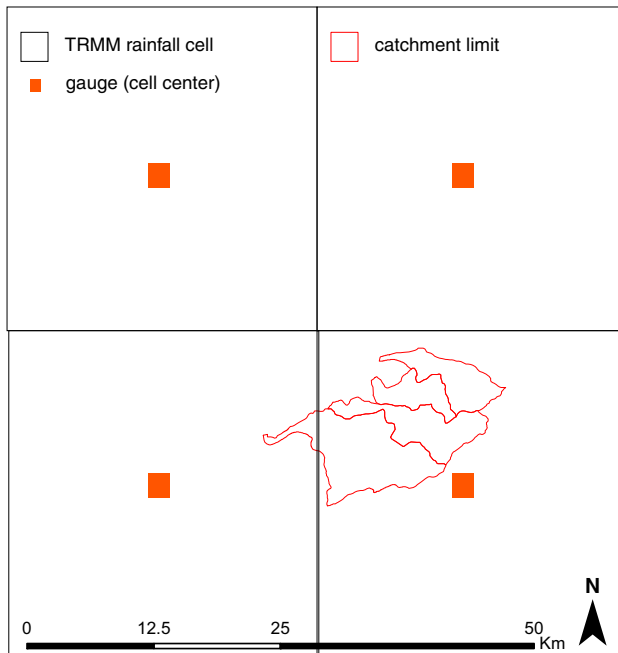 TRMM rainfall cell
catchment limit
gauge (cell center)
N
0 12.5 25 50
Km